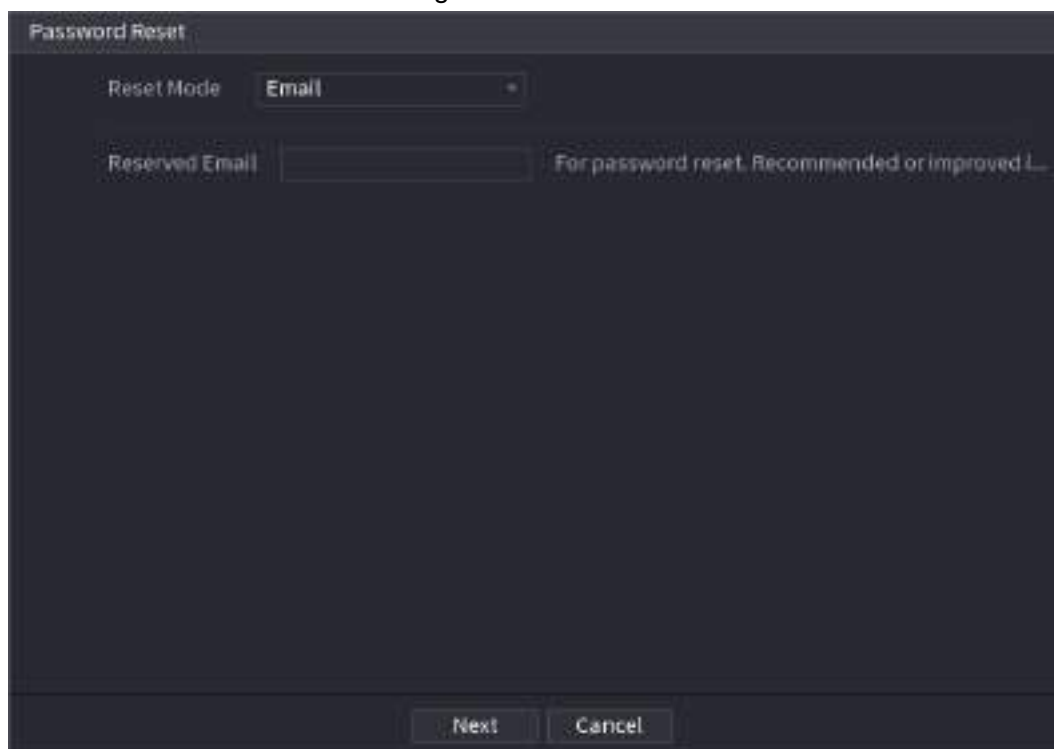 Password Reset
Reset Mode Email
Reserved Email For password reset. Recommended or improved i...
Next Cancel